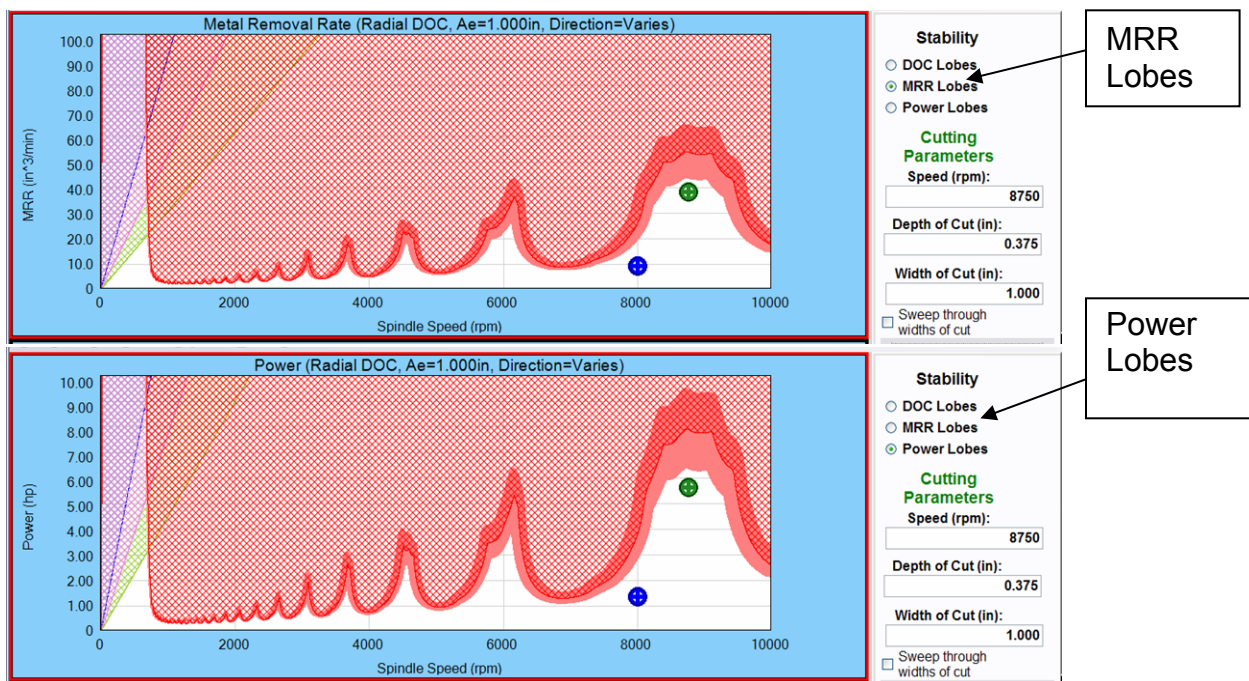 Metal Removal Rate (Radial DOC, Ae=1.000in, Direction=Varies)
MRR (in^3/min)
100.0
90.0
80.0
70.0
60.0
50.0
40.0
30.0
20.0
10.0
0
0 2000 4000 6000 8000 10000
Spindle Speed (rpm)
Stability
DOC Lobes
MRR Lobes
Power Lobes
Cutting
Parameters
Speed (rpm):
8750
Depth of Cut (in):
0.375
Width of Cut (in):
1.000
Sweep through
widths of cut
MRR
Lobes
Power (Radial DOC, Ae=1.000in, Direction=Varies)
Power (hp)
10.00
9.00
8.00
7.00
6.00
5.00
4.00
3.00
2.00
1.00
0
0 2000 4000 6000 8000 10000
Spindle Speed (rpm)
Stability
DOC Lobes
MRR Lobes
Power Lobes
Cutting
Parameters
Speed (rpm):
8750
Depth of Cut (in):
0.375
Width of Cut (in):
1.000
Sweep through
widths of cut
Power
Lobes